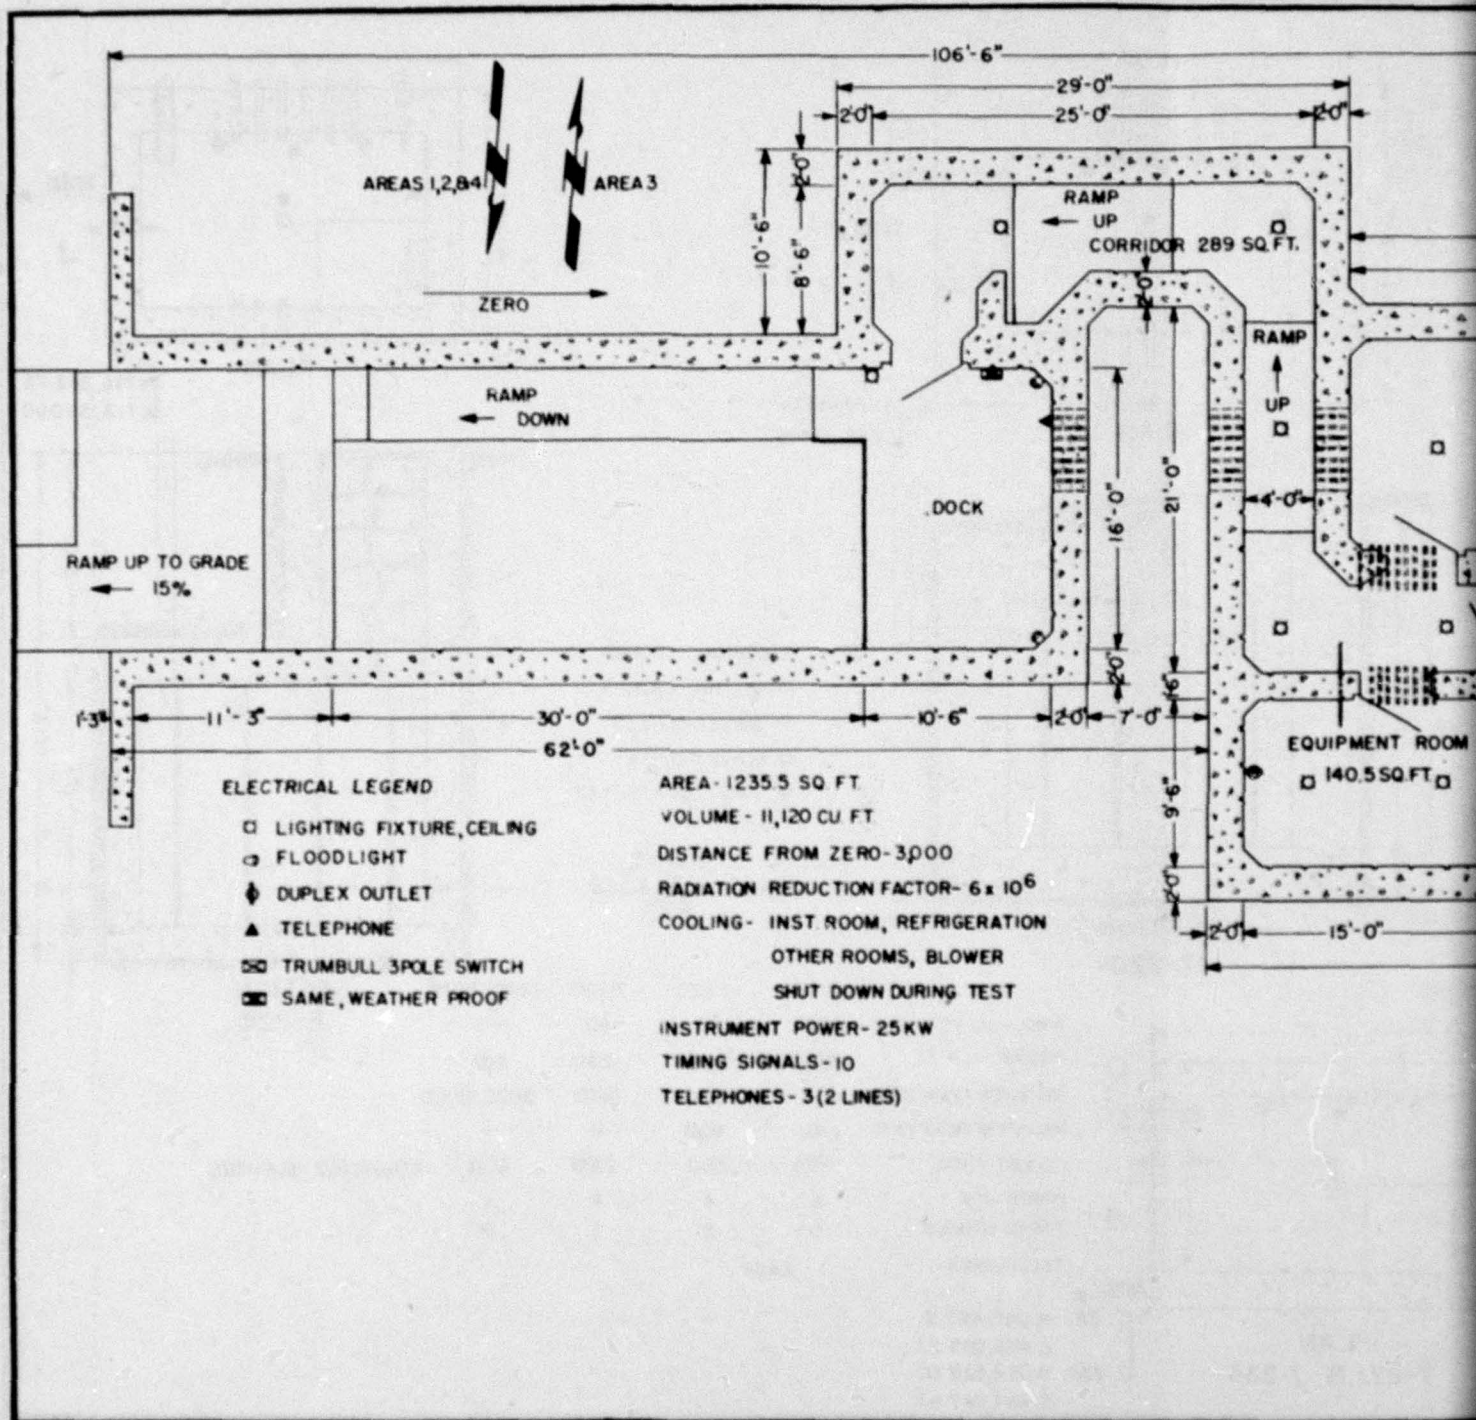 106'-6"
29'-0"
2'-0" 25'-0" 2'-0"
AREAS 1,2,&4 AREA 3
ZERO
10'-6"
2'-0"
8'-6"
RAMP
UP
CORRIDOR 289 SQ.FT.
2'-0"
RAMP
UP
RAMP
DOWN
DOCK
16'-0"
21'-0"
4'-0"
RAMP UP TO GRADE
15%
2'-0"
1'-3" 11'-3" 30'-0" 10'-6" 2'-0" 7'-0"
62'-0"
EQUIPMENT ROOM
140.5 SQ.FT.
9'-6"
2'-0"
2'-0" 15'-0"
ELECTRICAL LEGEND
LIGHTING FIXTURE, CEILING
FLOODLIGHT
DUPLEX OUTLET
TELEPHONE
TRUMBULL 3POLE SWITCH
SAME, WEATHER PROOF
AREA - 1235.5 SQ. FT.
VOLUME - 11,120 CU. FT.
DISTANCE FROM ZERO - 3,000
RADIATION REDUCTION FACTOR - 6 x 10⁶
COOLING - INST. ROOM, REFRIGERATION
OTHER ROOMS, BLOWER
SHUT DOWN DURING TEST
INSTRUMENT POWER - 25 KW
TIMING SIGNALS - 10
TELEPHONES - 3 (2 LINES)